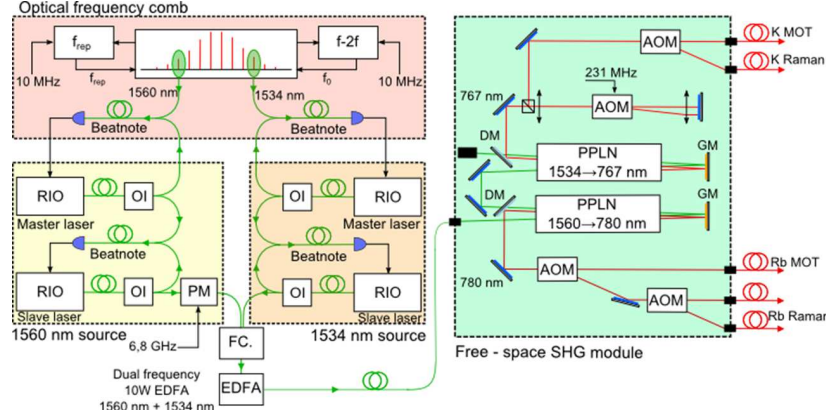 Optical frequency comb
f_rep
f-2f
10 MHz
f_rep
f_0
10 MHz
1560 nm
1534 nm
Beatnote
Beatnote
RIO
OI
OI
RIO
Master laser
Master laser
Beatnote
Beatnote
RIO
OI
PM
OI
RIO
Slave laser
Slave laser
1560 nm source
1534 nm source
6,8 GHz
FC.
Dual frequency
10W EDFA
1560 nm + 1534 nm
EDFA
AOM
K MOT
K Raman
231 MHz
767 nm
AOM
DM
PPLN
1534→767 nm
GM
DM
PPLN
1560→780 nm
GM
780 nm
AOM
Rb MOT
AOM
Rb Raman
Free - space SHG module